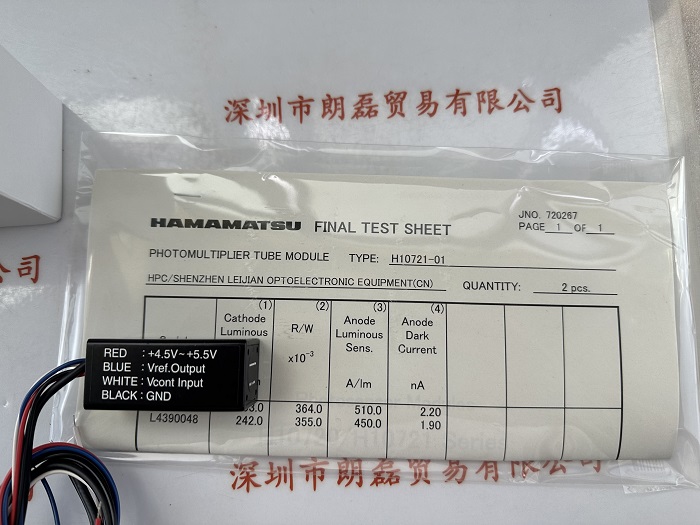 深圳市朗磊贸易有限公司
HAMAMATSU FINAL TEST SHEET
JNO. 720267
PAGE 1 OF 1
PHOTOMULTIPLIER TUBE MODULE TYPE: H10721-01
HPC/SHENZHEN LEIJIAN OPTOELECTRONIC EQUIPMENT(CN) QUANTITY: 2 pcs.
公司
(1) (2) (3) (4)
Cathode Anode Anode
Luminous R/W Luminous Dark
Sens. Current
x10⁻³
A/lm nA
RED :+4.5V~+5.5V
BLUE :Vref.Output
WHITE:Vcont Input
BLACK:GND
3.0 364.0 510.0 2.20
L4390048 242.0 355.0 450.0 1.90
H10721 Series
深圳市朗磊贸易有限公司